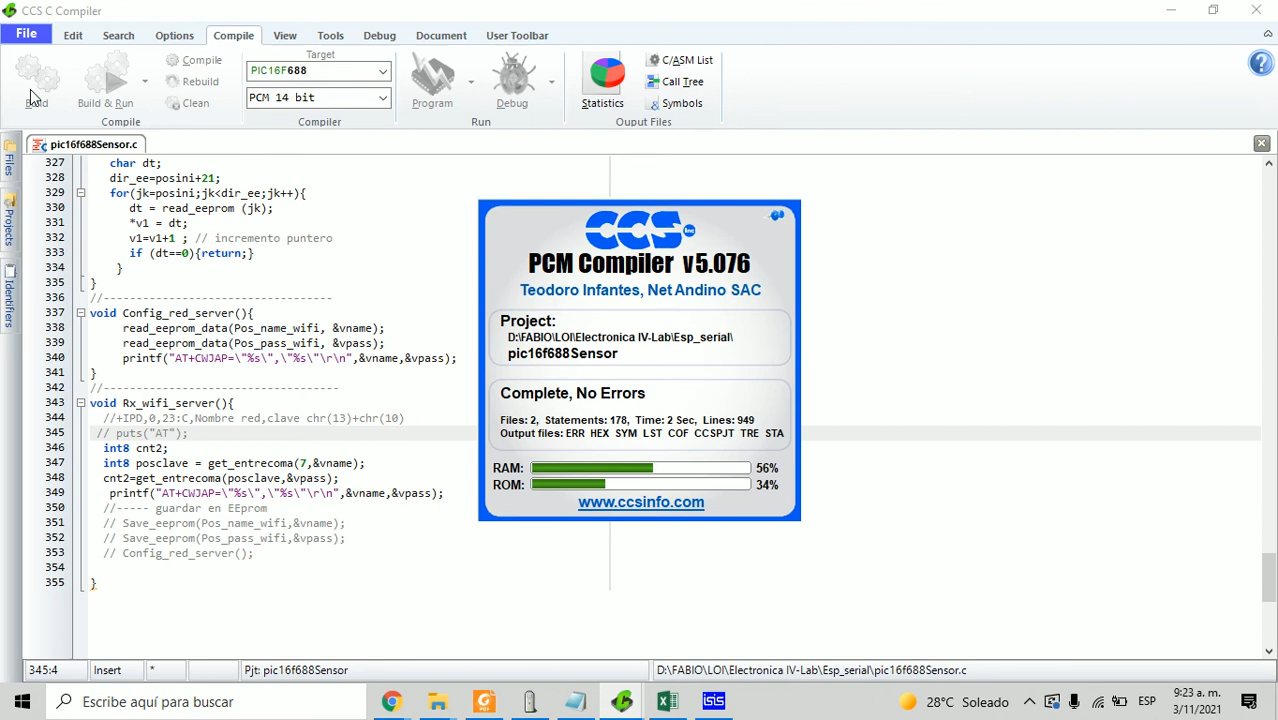 CCS C Compiler
File Edit Search Options Compile View Tools Debug Document User Toolbar
Build
Build & Run
Compile
Rebuild
Clean
Compile
Target
PIC16F688
PCM 14 bit
Compiler
Program
Debug
Run
Statistics
C/ASM List
Call Tree
Symbols
Ouput Files
Files
Projects
Identifiers
pic16f688Sensor.c
327 char dt;
328 dir_ee=posini+21;
329 for(jk=posini;jk<dir_ee;jk++){
330 dt = read_eeprom (jk);
331 *v1 = dt;
332 v1=v1+1 ; // incremento puntero
333 if (dt==0){return;}
334 }
335 }
336 //-----------------------------------
337 void Config_red_server(){
338 read_eeprom_data(Pos_name_wifi, &vname);
339 read_eeprom_data(Pos_pass_wifi, &vpass);
340 printf("AT+CWJAP=\"%s\",\"%s\"\r\n",&vname,&vpass);
341 }
342 //------------------------------------
343 void Rx_wifi_server(){
344 //+IPD,0,23:C,Nombre red,clave chr(13)+chr(10)
345 // puts("AT");
346 int8 cnt2;
347 int8 posclave = get_entrecoma(7,&vname);
348 cnt2=get_entrecoma(posclave,&vpass);
349 printf("AT+CWJAP=\"%s\",\"%s\"\r\n",&vname,&vpass);
350 //----- guardar en EEprom
351 // Save_eeprom(Pos_name_wifi,&vname);
352 // Save_eeprom(Pos_pass_wifi,&vpass);
353 // Config_red_server();
354
355 }
CCS Inc
PCM Compiler v5.076
Teodoro Infantes, Net Andino SAC
Project:
D:\FABIO\LOI\Electronica IV-Lab\Esp_serial\
pic16f688Sensor
Complete, No Errors
Files: 2, Statements: 178, Time: 2 Sec, Lines: 949
Output files: ERR HEX SYM LST COF CCSPJT TRE STA
RAM: 56%
ROM: 34%
www.ccsinfo.com
345:4 Insert * Pjt: pic16f688Sensor D:\FABIO\LOI\Electronica IV-Lab\Esp_serial\pic16f688Sensor.c
Escribe aquí para buscar
isis
28°C Soleado
ESP
9:23 a. m.
3/11/2021